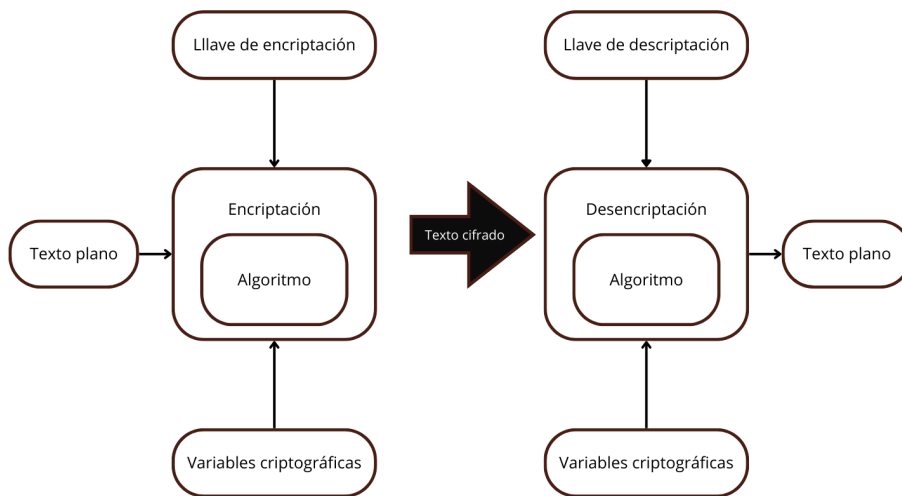 Lllave de encriptación
Llave de descriptación
Encriptación
Desencriptación
Texto cifrado
Texto plano
Algoritmo
Algoritmo
Texto plano
Variables criptográficas
Variables criptográficas